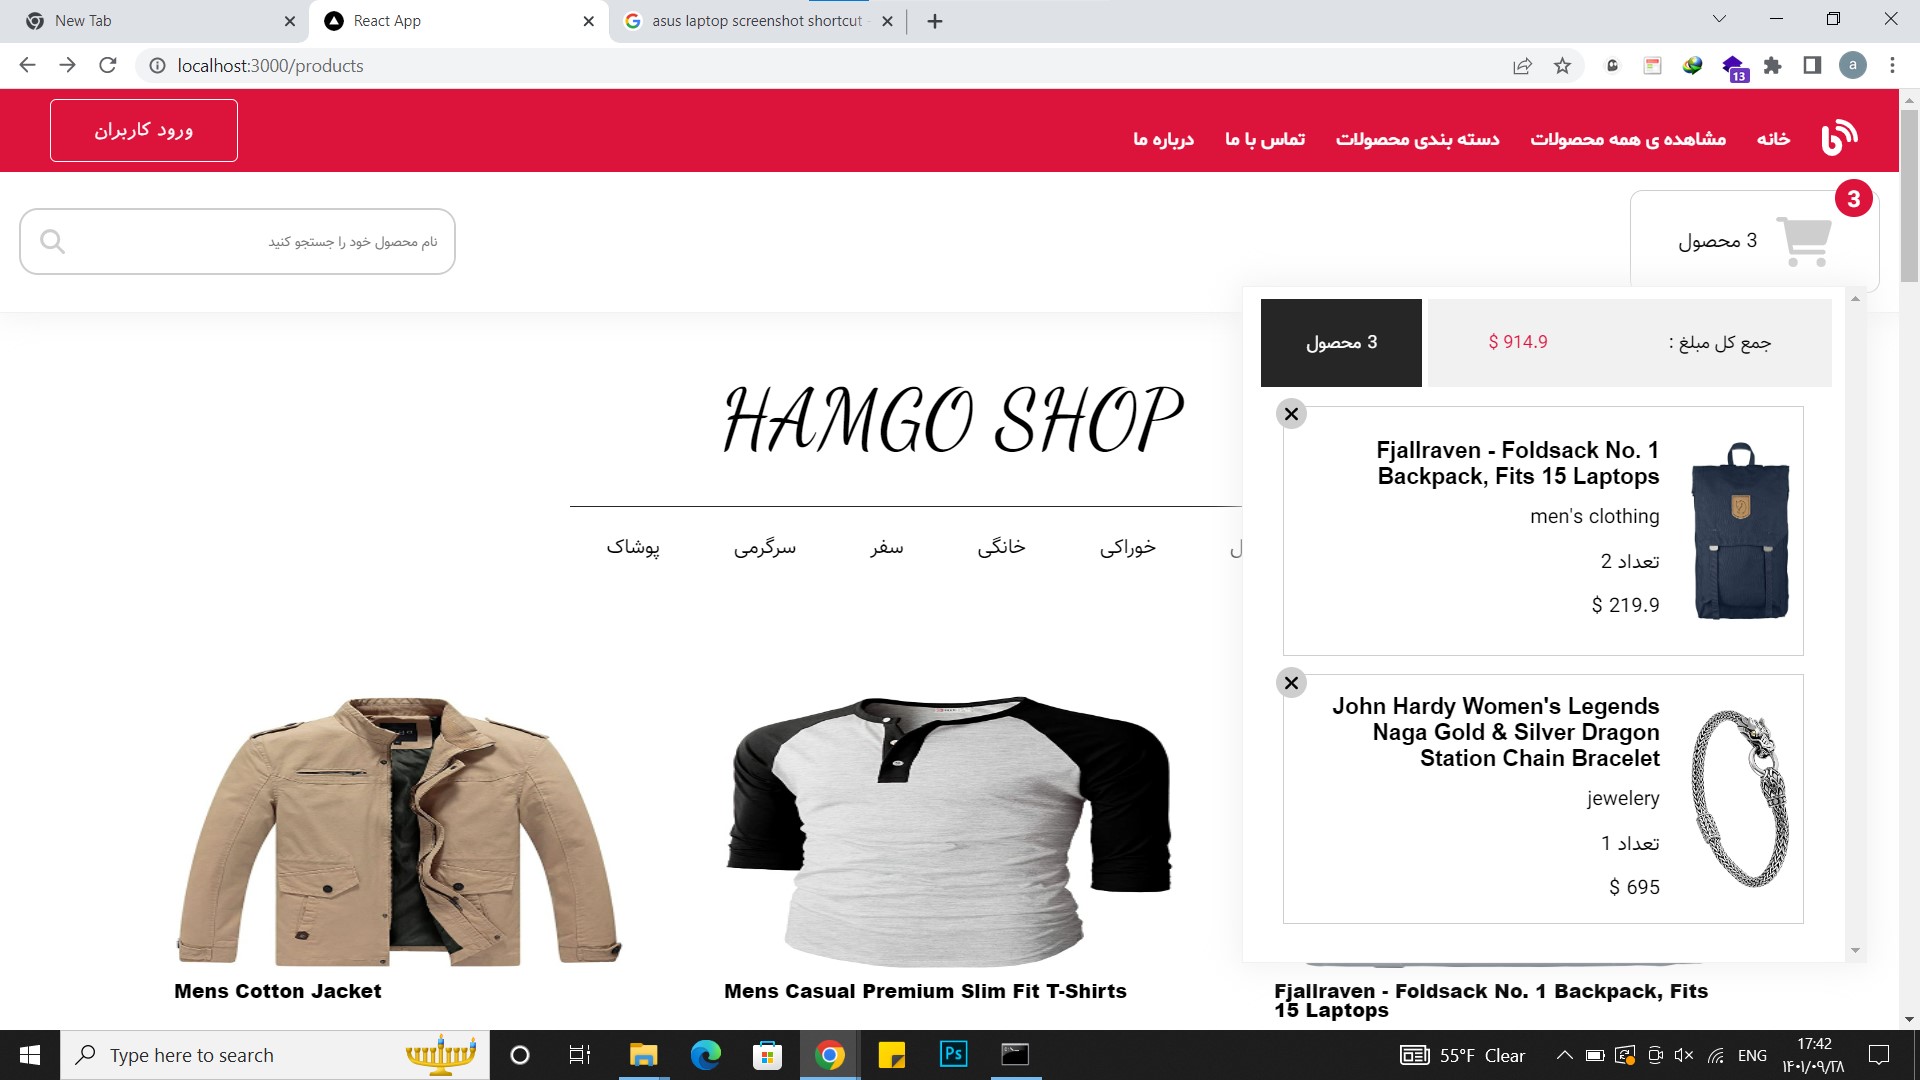 New Tab
React App
asus laptop screenshot shortcut -
localhost:3000/products
13
a
خانه
مشاهده ی همه محصولات
دسته بندی محصولات
تماس با ما
درباره ما
ورود کاربران
3
3 محصول
نام محصول خود را جستجو کنید
جمع کل مبلغ :
914.9 $
3 محصول
HAMGO SHOP
خوراکی
خانگی
سفر
سرگرمی
پوشاک
Fjallraven - Foldsack No. 1
Backpack, Fits 15 Laptops
men's clothing
تعداد 2
219.9 $
John Hardy Women's Legends
Naga Gold & Silver Dragon
Station Chain Bracelet
jewelery
تعداد 1
695 $
Mens Cotton Jacket
Mens Casual Premium Slim Fit T-Shirts
Fjallraven - Foldsack No. 1 Backpack, Fits
15 Laptops
Type here to search
Ps
55°F Clear
ENG
17:42
۱۴۰۱/۰۹/۲۸